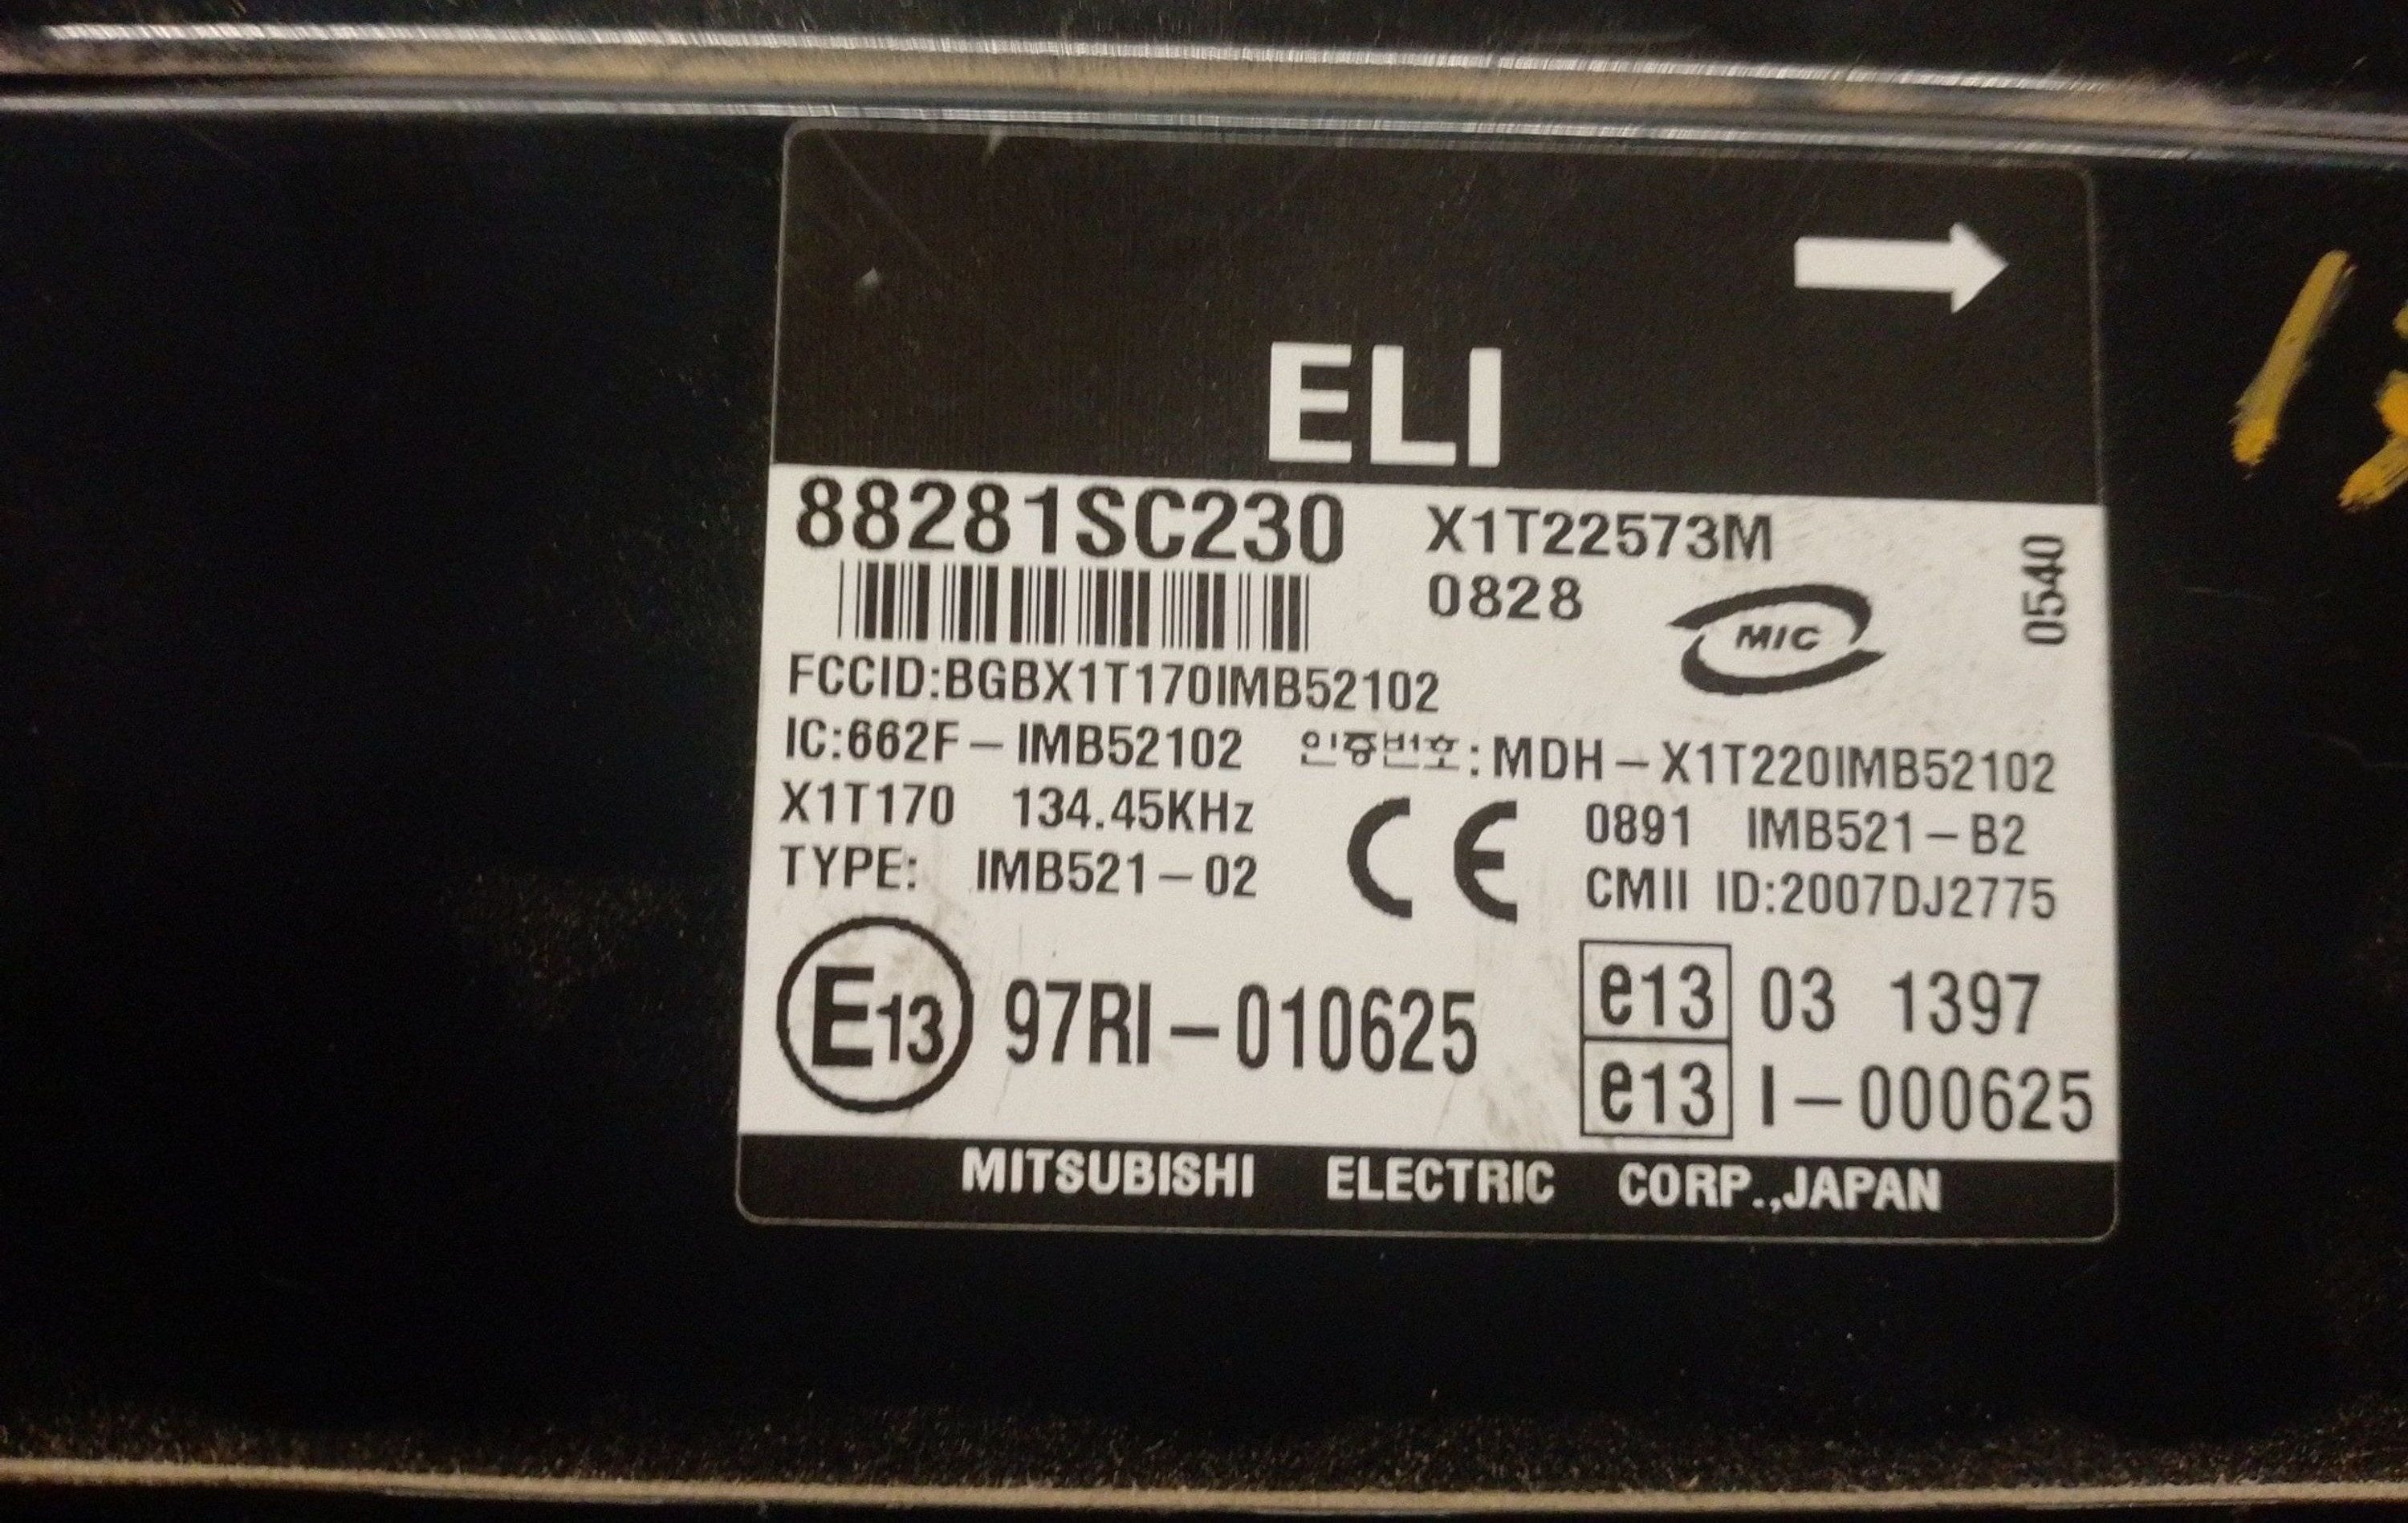 ELI
88281SC230 X1T22573M
0828
MIC
0540
FCCID:BGBX1T170IMB52102
IC:662F-IMB52102 인증번호:MDH-X1T220IMB52102
X1T170 134.45KHz CE 0891 IMB521-B2
TYPE: IMB521-02 CMII ID:2007DJ2775
E13 97RI-010625 e13 03 1397
e13 I-000625
MITSUBISHI ELECTRIC CORP.,JAPAN